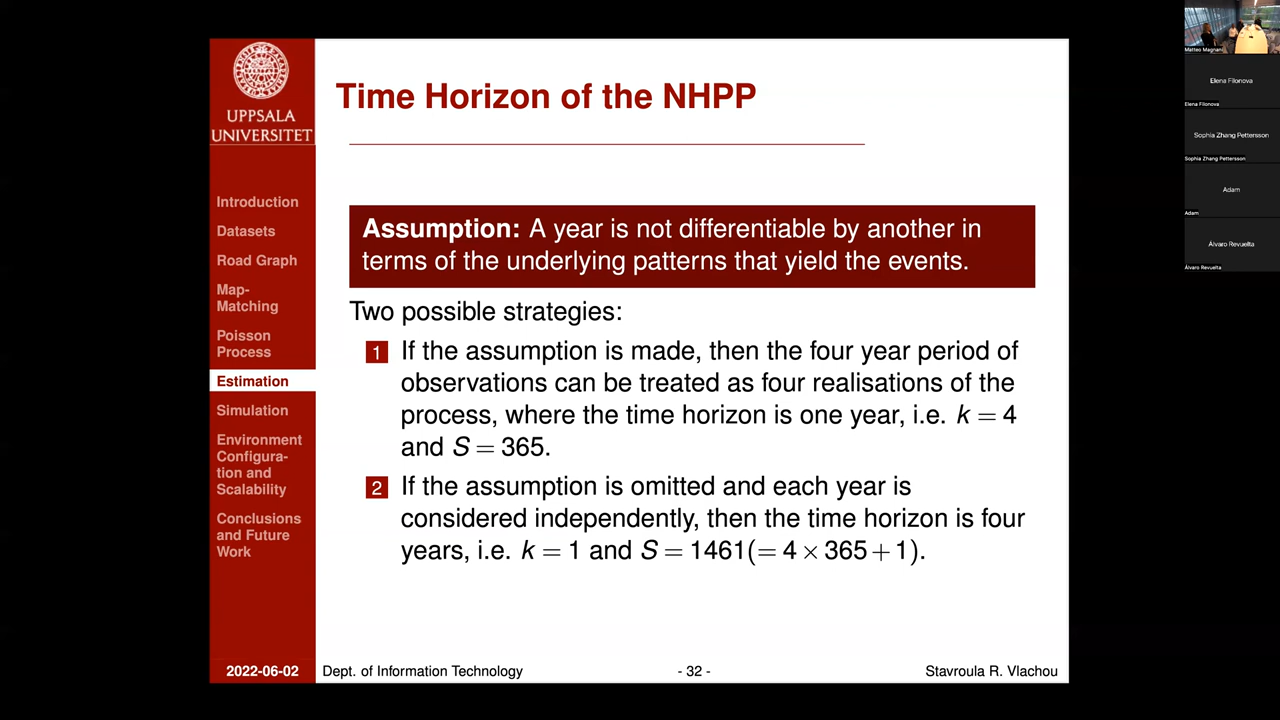 UPPSALA
UNIVERSITET
Introduction
Datasets
Road Graph
Map-
Matching
Poisson
Process
Estimation
Simulation
Environment
Configura-
tion and
Scalability
Conclusions
and Future
Work
2022-06-02
Time Horizon of the NHPP
Assumption: A year is not differentiable by another in
terms of the underlying patterns that yield the events.
Two possible strategies:
1 If the assumption is made, then the four year period of
observations can be treated as four realisations of the
process, where the time horizon is one year, i.e. k = 4
and S = 365.
2 If the assumption is omitted and each year is
considered independently, then the time horizon is four
years, i.e. k = 1 and S = 1461(= 4 × 365 + 1).
Dept. of Information Technology
- 32 -
Stavroula R. Vlachou
Matteo Magnani
Elena Filonova
Elena Filonova
Sophia Zhang Pettersson
Sophia Zhang Pettersson
Adam
Adam
Álvaro Revuelta
Álvaro Revuelta